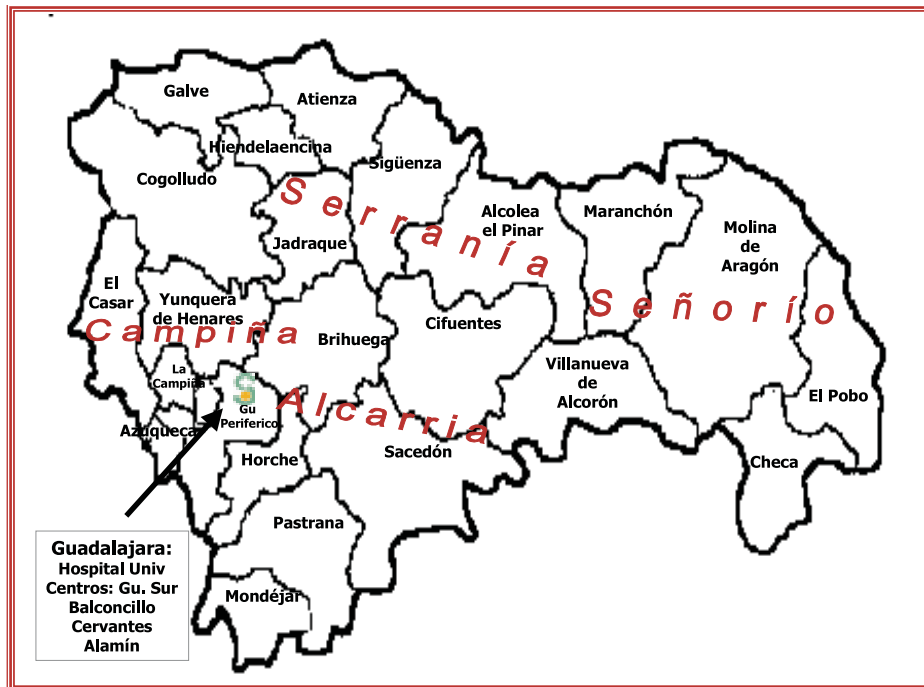 Galve
Atienza
Hiendelaencina
Sigüenza
Cogolludo
Serranía
Alcolea
el Pinar
Maranchón
Molina
de
Aragón
Jadraque
El
Casar
Yunquera
de Henares
Señorío
Campiña
Brihuega
Cifuentes
Villanueva
de
Alcorón
La
Campiña
S
Gu
Periferico
Alcarria
El Pobo
Azuqueca
Horche
Sacedón
Checa
Pastrana
Mondéjar
Guadalajara:
Hospital Univ
Centros: Gu. Sur
Balconcillo
Cervantes
Alamín